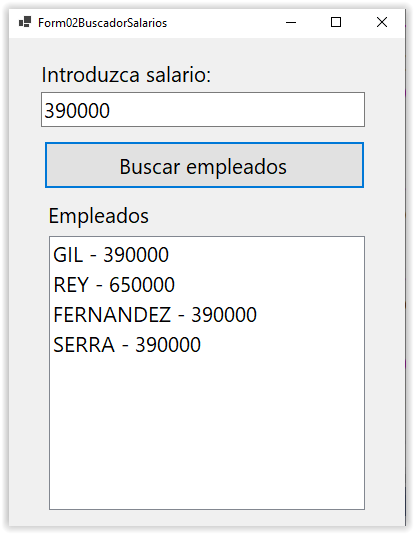 Form02BuscadorSalarios
Introduzca salario:
390000
Buscar empleados
Empleados
GIL - 390000
REY - 650000
FERNANDEZ - 390000
SERRA - 390000